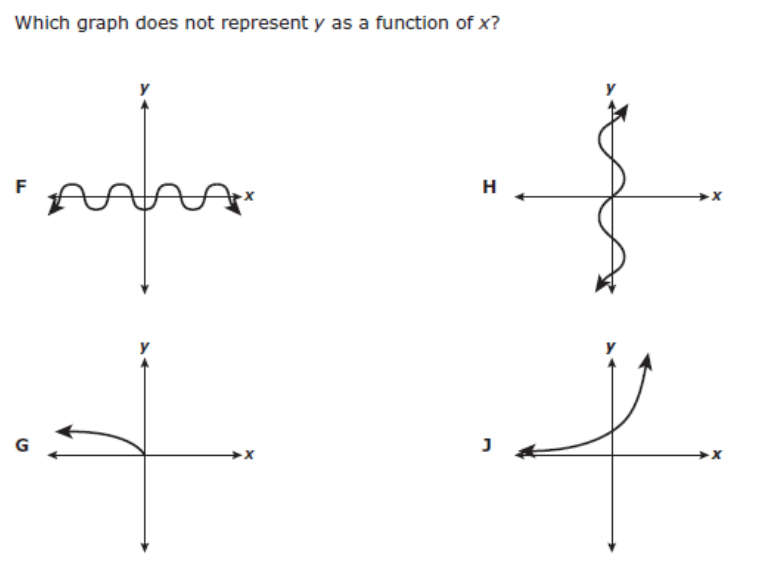 Which graph does not represent y as a function of x?
y
y
F
x
H
x
y
y
G
x
J
x